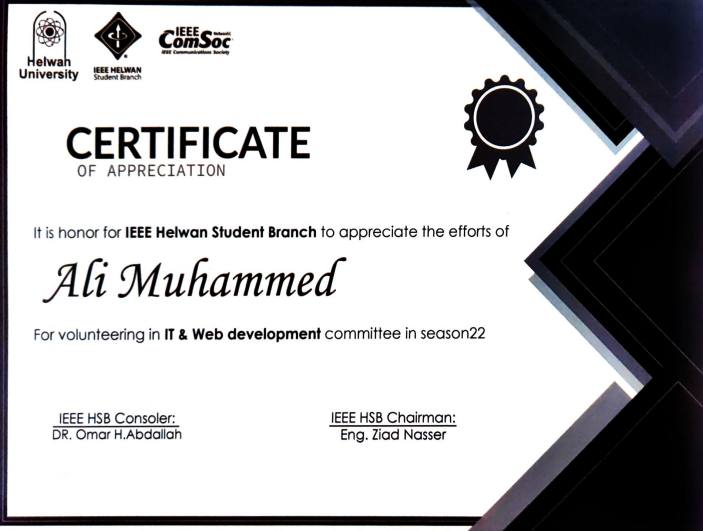 Helwan
University
IEEE HELWAN
Student Branch
IEEE
ComSoc
IEEE Communications Society
CERTIFICATE
OF APPRECIATION
It is honor for IEEE Helwan Student Branch to appreciate the efforts of
Ali Muhammed
For volunteering in IT & Web development committee in season22
IEEE HSB Consoler:
DR. Omar H.Abdallah
IEEE HSB Chairman:
Eng. Ziad Nasser